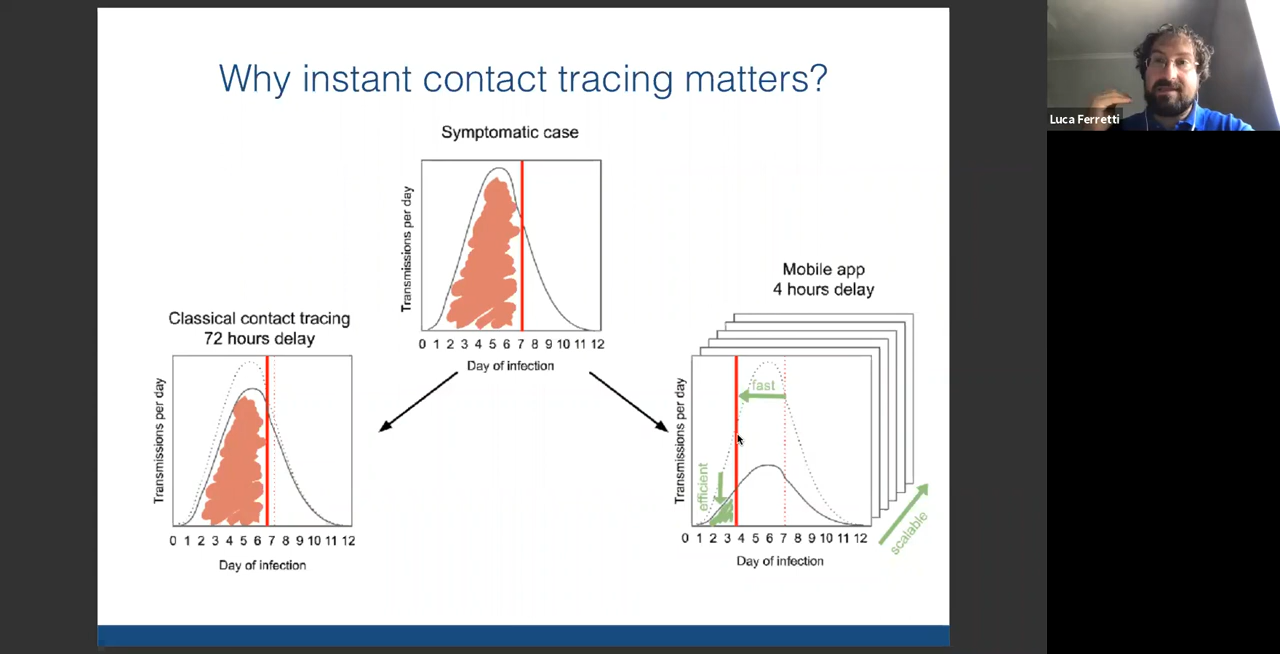 Why instant contact tracing matters?
Symptomatic case
Transmissions per day
0 1 2 3 4 5 6 7 8 9 10 11 12
Day of infection
Classical contact tracing
72 hours delay
Transmissions per day
0 1 2 3 4 5 6 7 8 9 10 11 12
Day of infection
Mobile app
4 hours delay
Transmissions per day
fast
efficient
scalable
0 1 2 3 4 5 6 7 8 9 10 11 12
Day of infection
Luca Ferretti